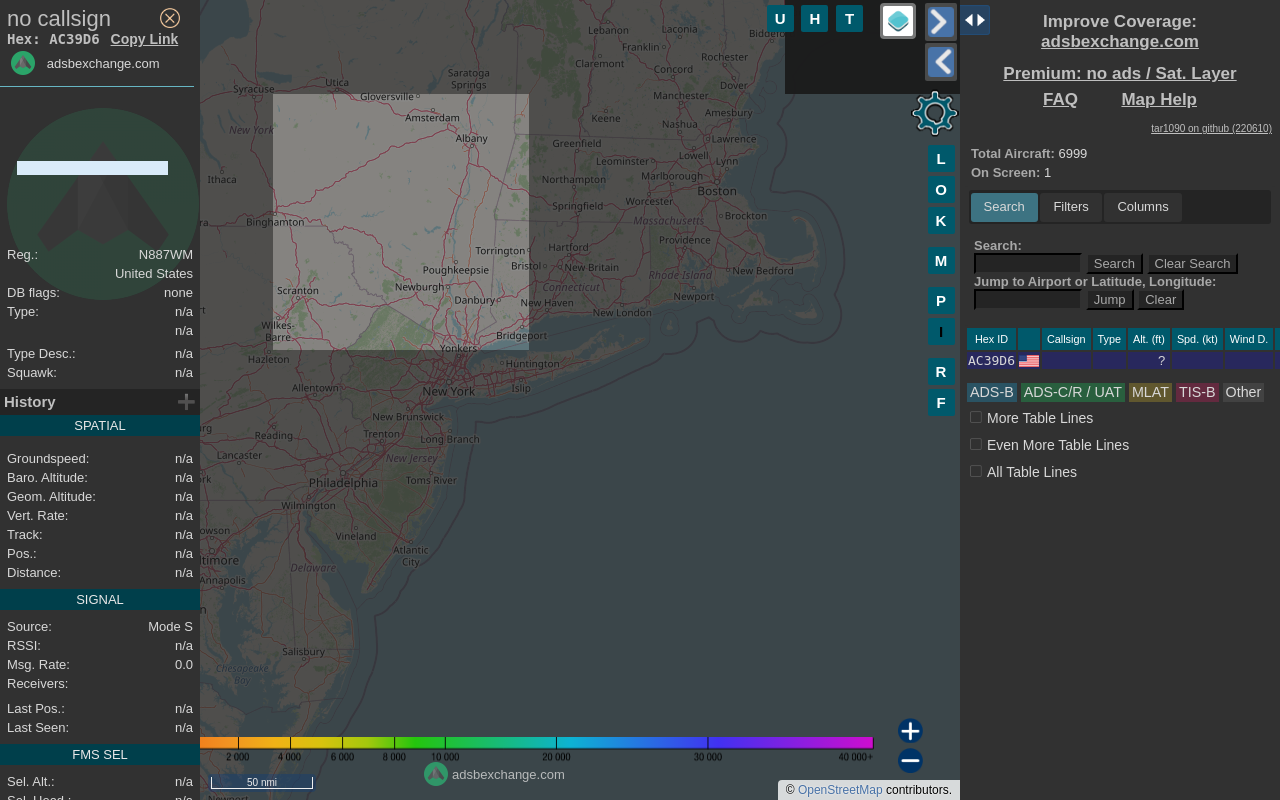 no callsign
Hex: AC39D6 Copy Link
adsbexchange.com
Reg.: N887WM
United States
DB flags: none
Type: n/a
n/a
Type Desc.: n/a
Squawk: n/a
History
SPATIAL
Groundspeed: n/a
Baro. Altitude: n/a
Geom. Altitude: n/a
Vert. Rate: n/a
Track: n/a
Pos.: n/a
Distance: n/a
SIGNAL
Source: Mode S
RSSI: n/a
Msg. Rate: 0.0
Receivers:
Last Pos.: n/a
Last Seen: n/a
FMS SEL
Sel. Alt.: n/a
Sel. Head.: n/a
U H T
L
O
K
M
P
I
R
F
Lebanon
Laconia
Franklin
Claremont
Rochester
Concord
Dover
Manchester
Amesbury
Keene
Nashua
Saratoga
Springs
Utica
Syracuse
Gloversville
Amsterdam
New York
Albany
Greenfield
Lawrence
Lowell
Leominster
Lynn
Ithaca
Northampton
Marlborough
Boston
Worcester
Springfield
Massachusetts
Brockton
Binghamton
Providence
Hartford
Torrington
Bristol
New Britain
Poughkeepsie
Rhode Island
New Bedford
Connecticut
Newburgh
Scranton
Danbury
New Haven
Newport
New London
Wilkes-
Barre
Bridgeport
Yonkers
Hazleton
Huntington
Allentown
New York
Islip
New Brunswick
Reading
Trenton
Long Branch
Lancaster
New Jersey
Philadelphia
Toms River
Wilmington
Vineland
Atlantic
City
Delaware
Annapolis
Salisbury
Chesapeake
Bay
2 000 4 000 6 000 8 000 10 000 20 000 30 000 40 000+
adsbexchange.com
50 nmi
© OpenStreetMap contributors.
Improve Coverage:
adsbexchange.com
Premium: no ads / Sat. Layer
FAQ Map Help
tar1090 on github (220610)
Total Aircraft: 6999
On Screen: 1
Search Filters Columns
Search:
Search Clear Search
Jump to Airport or Latitude, Longitude:
Jump Clear
Hex ID Callsign Type Alt. (ft) Spd. (kt) Wind D.
AC39D6 ?
ADS-B ADS-C/R / UAT MLAT TIS-B Other
More Table Lines
Even More Table Lines
All Table Lines